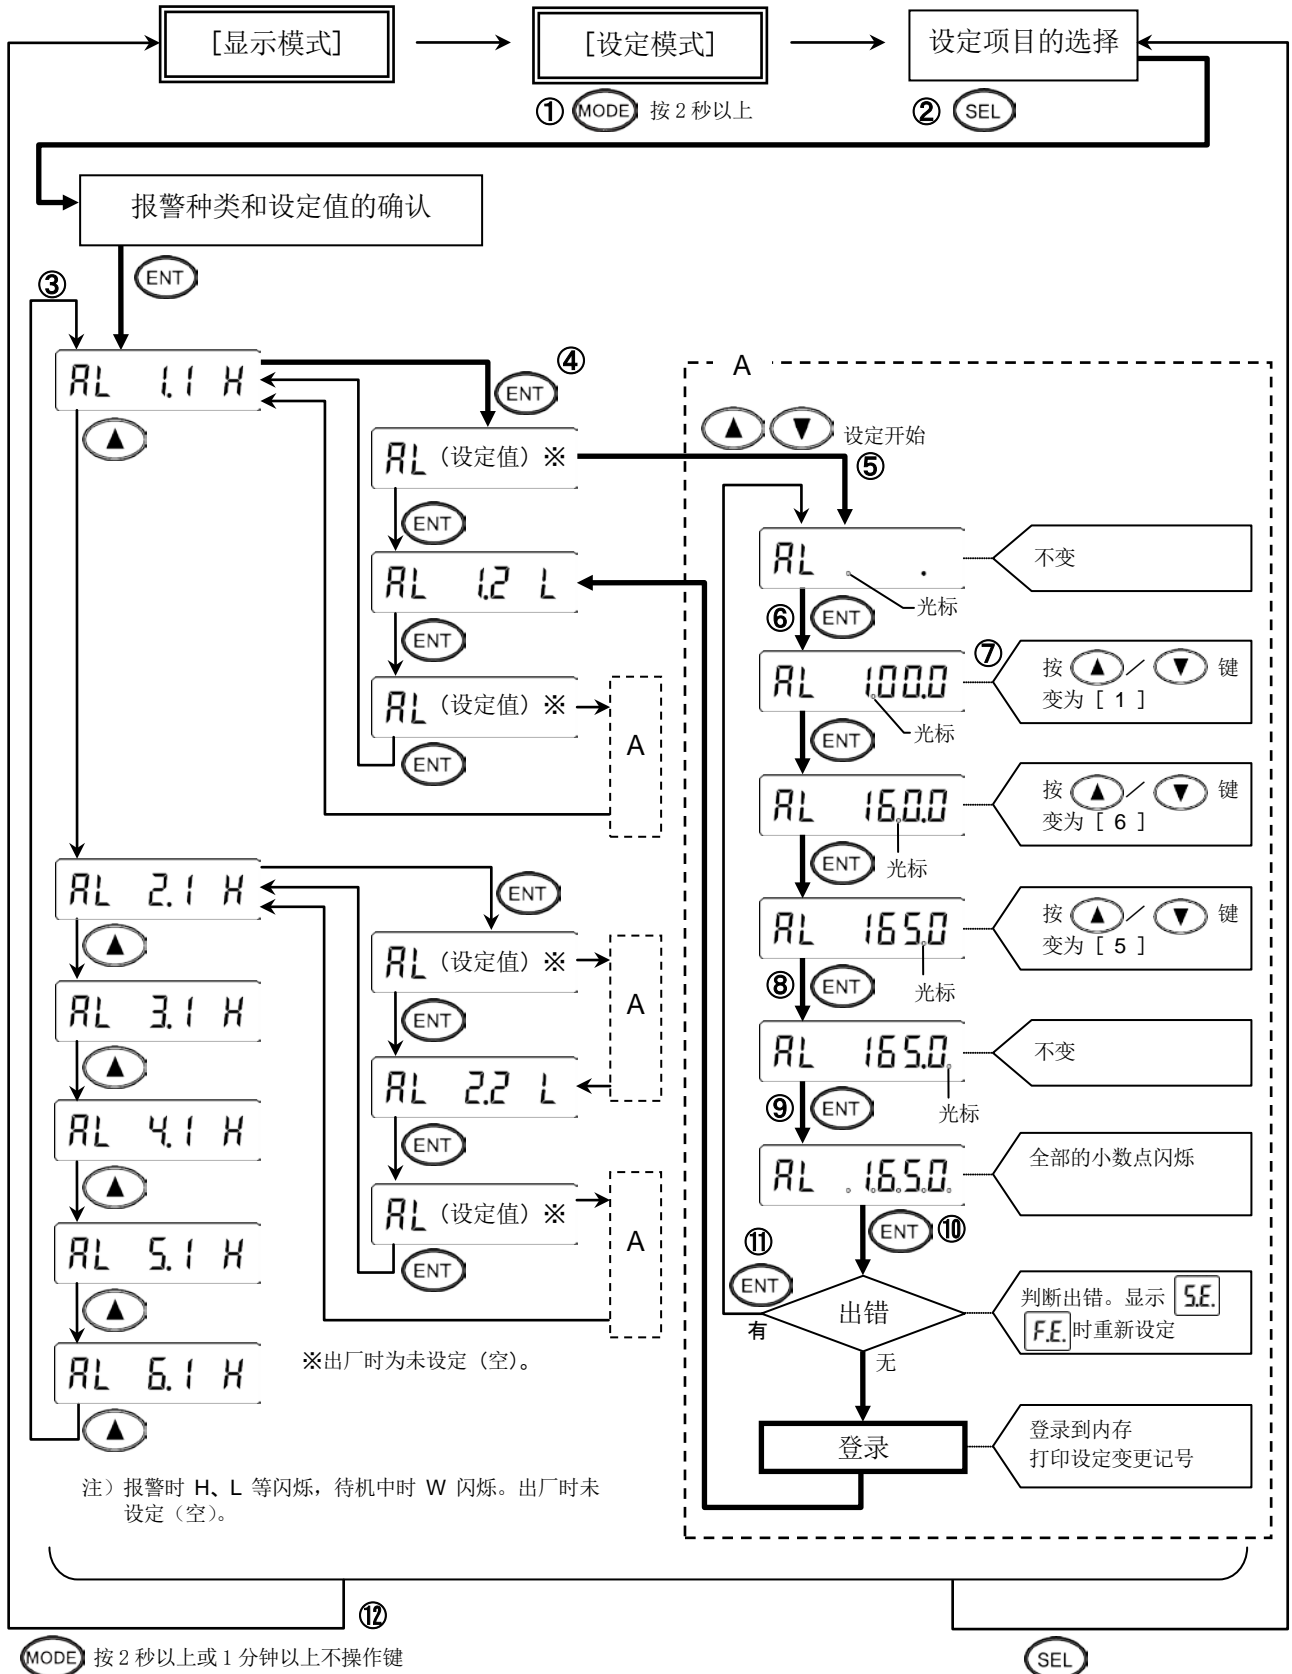 [显示模式]
[设定模式]
设定项目的选择
① MODE 按2秒以上
② SEL
报警种类和设定值的确认
ENT
③
AL 1.1 H
④
ENT
AL（设定值）※
ENT
AL 1.2 L
ENT
AL（设定值）※
ENT
A
AL 2.1 H
ENT
AL（设定值）※
ENT
A
AL 2.2 L
ENT
AL（设定值）※
ENT
A
AL 3.1 H
AL 4.1 H
AL 5.1 H
AL 6.1 H
※出厂时为未设定（空）。
注）报警时 H、L 等闪烁，待机中时 W 闪烁。出厂时未
设定（空）。
A
▲ ▼ 设定开始
⑤
AL . .
光标
不变
⑥ ENT
AL 1.00.0
光标
⑦
按 ▲／▼ 键
变为［ 1 ］
ENT
AL 16.0.0
光标
按 ▲／▼ 键
变为［ 6 ］
ENT
AL 165.0
光标
按 ▲／▼ 键
变为［ 5 ］
⑧ ENT
AL 165.0.
光标
不变
⑨ ENT
AL .1.6.5.0.
全部的小数点闪烁
ENT ⑩
⑪
ENT
有
出错
无
判断出错。显示 S.E.
F.E. 时重新设定
登录
登录到内存
打印设定变更记号
⑫
MODE 按2秒以上或1分钟以上不操作键
SEL